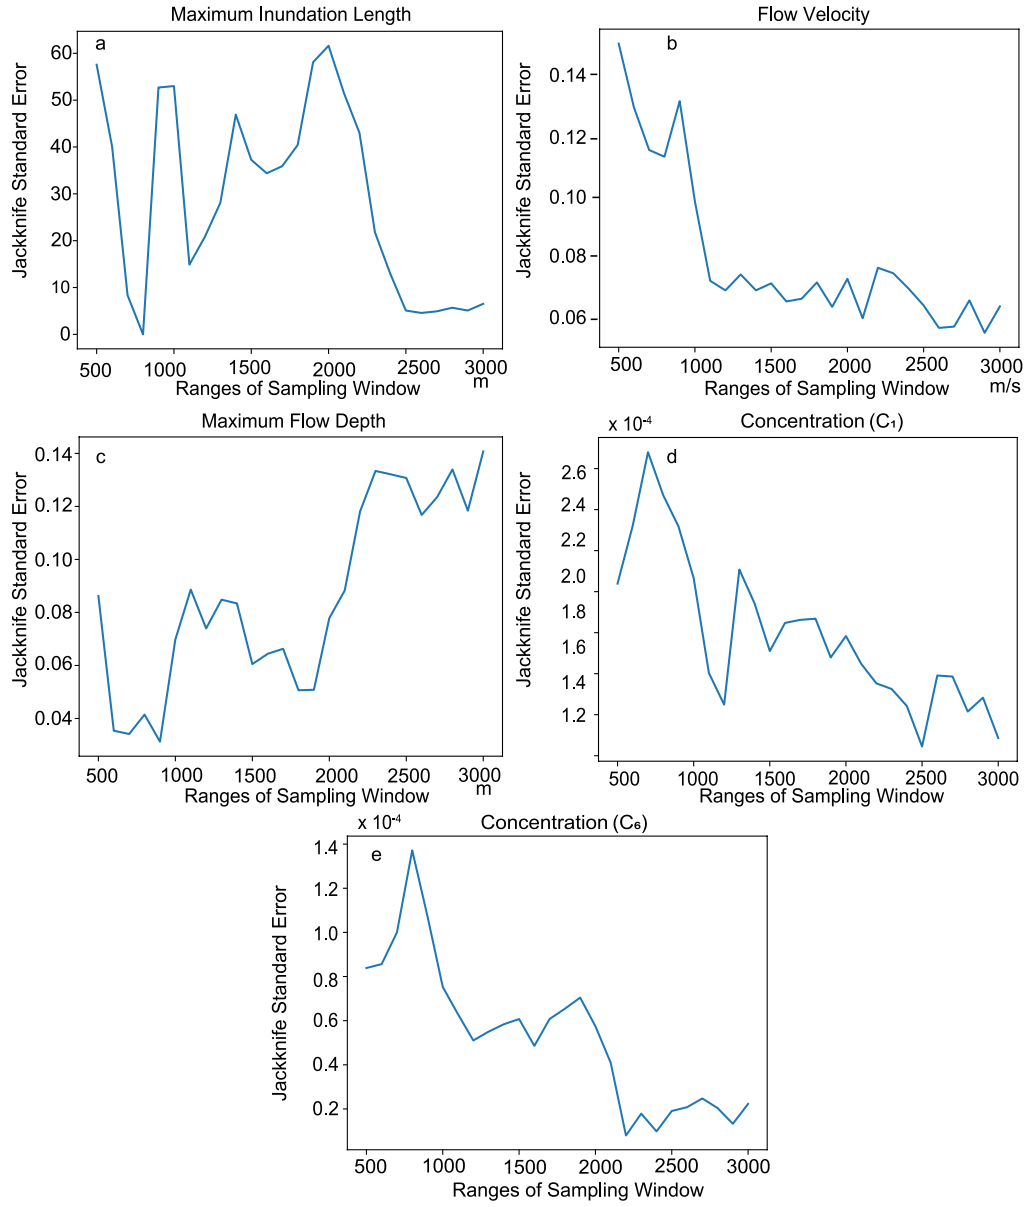 Maximum Inundation Length
a
Jackknife Standard Error
60
50
40
30
20
10
0
500 1000 1500 2000 2500 3000
Ranges of Sampling Window
m
Flow Velocity
b
Jackknife Standard Error
0.14
0.12
0.10
0.08
0.06
500 1000 1500 2000 2500 3000
Ranges of Sampling Window
m/s
Maximum Flow Depth
c
Jackknife Standard Error
0.14
0.12
0.10
0.08
0.06
0.04
500 1000 1500 2000 2500 3000
Ranges of Sampling Window
m
x 10⁻⁴
Concentration (C₁)
d
Jackknife Standard Error
2.6
2.4
2.0
1.8
1.6
1.4
1.2
500 1000 1500 2000 2500 3000
Ranges of Sampling Window
x 10⁻⁴
Concentration (C₆)
e
Jackknife Standard Error
1.4
1.2
1.0
0.8
0.6
0.4
0.2
500 1000 1500 2000 2500 3000
Ranges of Sampling Window